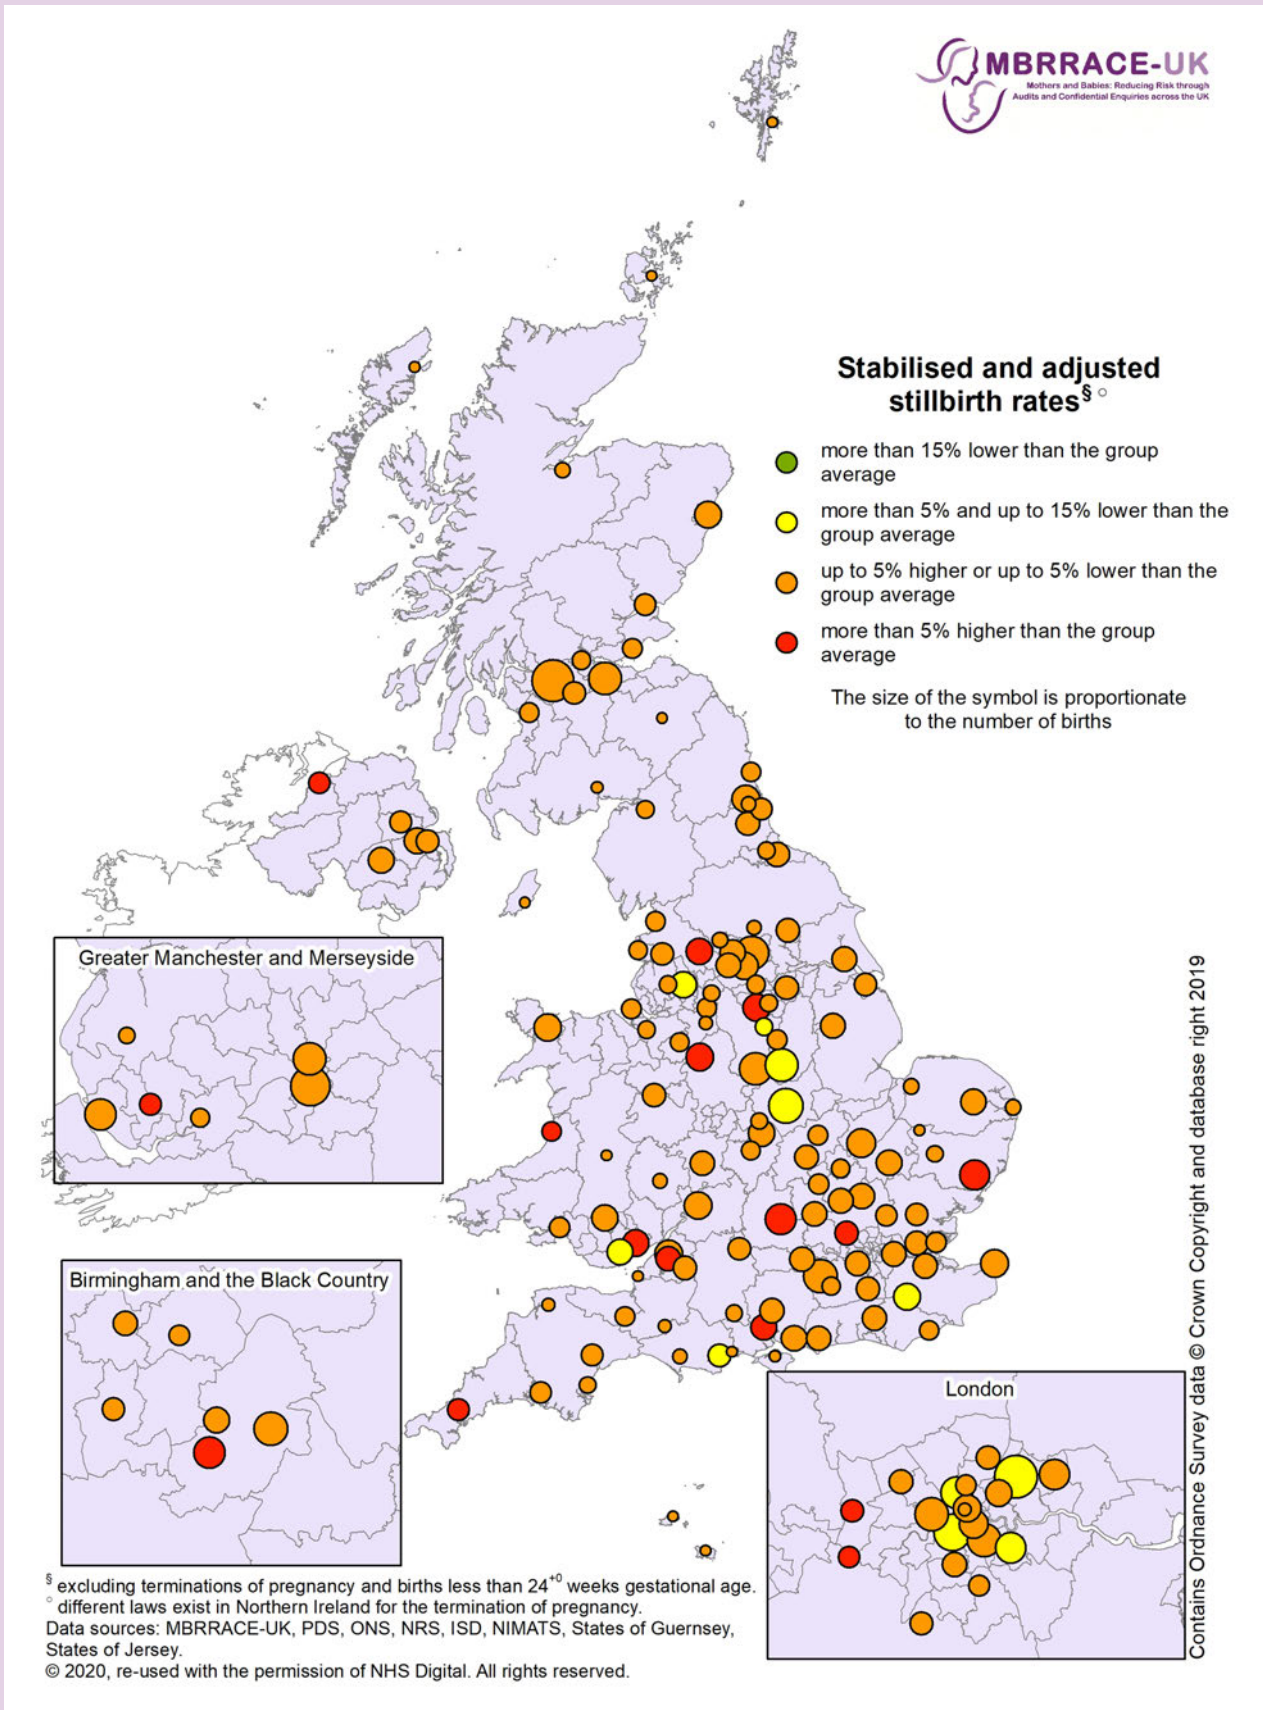 MBRRACE-UK
Mothers and Babies: Reducing Risk through
Audits and Confidential Enquiries across the UK
Stabilised and adjusted
stillbirth rates§ ○
more than 15% lower than the group
average
more than 5% and up to 15% lower than the
group average
up to 5% higher or up to 5% lower than the
group average
more than 5% higher than the group
average
The size of the symbol is proportionate
to the number of births
Greater Manchester and Merseyside
Birmingham and the Black Country
London
Contains Ordnance Survey data © Crown Copyright and database right 2019
§ excluding terminations of pregnancy and births less than 24+0 weeks gestational age.
○ different laws exist in Northern Ireland for the termination of pregnancy.
Data sources: MBRRACE-UK, PDS, ONS, NRS, ISD, NIMATS, States of Guernsey,
States of Jersey.
© 2020, re-used with the permission of NHS Digital. All rights reserved.